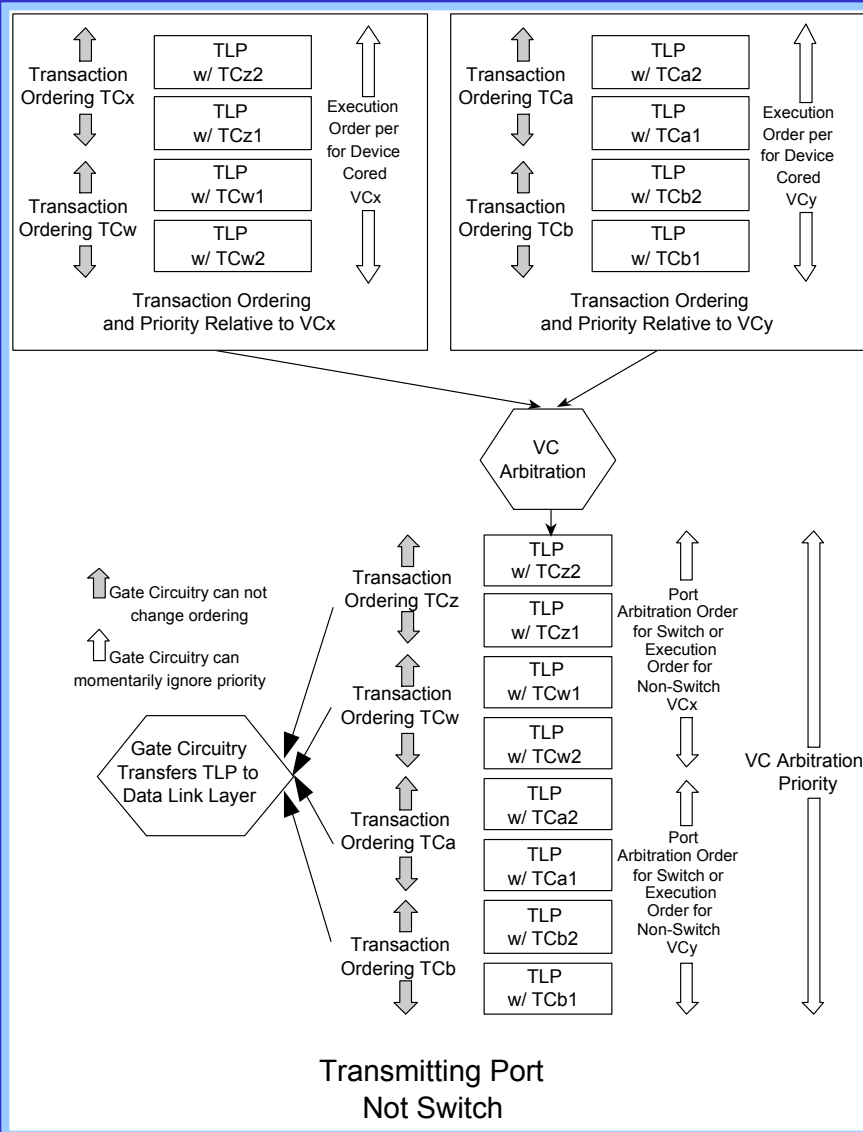 Transaction
Ordering TCx
Transaction
Ordering TCw
TLP
w/ TCz2
TLP
w/ TCz1
TLP
w/ TCw1
TLP
w/ TCw2
Execution
Order per
for Device
Cored
VCx
Transaction Ordering
and Priority Relative to VCx
Transaction
Ordering TCa
Transaction
Ordering TCb
TLP
w/ TCa2
TLP
w/ TCa1
TLP
w/ TCb2
TLP
w/ TCb1
Execution
Order per
for Device
Cored
VCy
Transaction Ordering
and Priority Relative to VCy
VC
Arbitration
Gate Circuitry can not
change ordering
Gate Circuitry can
momentarily ignore priority
Gate Circuitry
Transfers TLP to
Data Link Layer
Transaction
Ordering TCz
Transaction
Ordering TCw
Transaction
Ordering TCa
Transaction
Ordering TCb
TLP
w/ TCz2
TLP
w/ TCz1
TLP
w/ TCw1
TLP
w/ TCw2
TLP
w/ TCa2
TLP
w/ TCa1
TLP
w/ TCb2
TLP
w/ TCb1
Port
Arbitration Order
for Switch or
Execution
Order for
Non-Switch
VCx
Port
Arbitration Order
for Switch or
Execution
Order for
Non-Switch
VCy
VC Arbitration
Priority
Transmitting Port
Not Switch